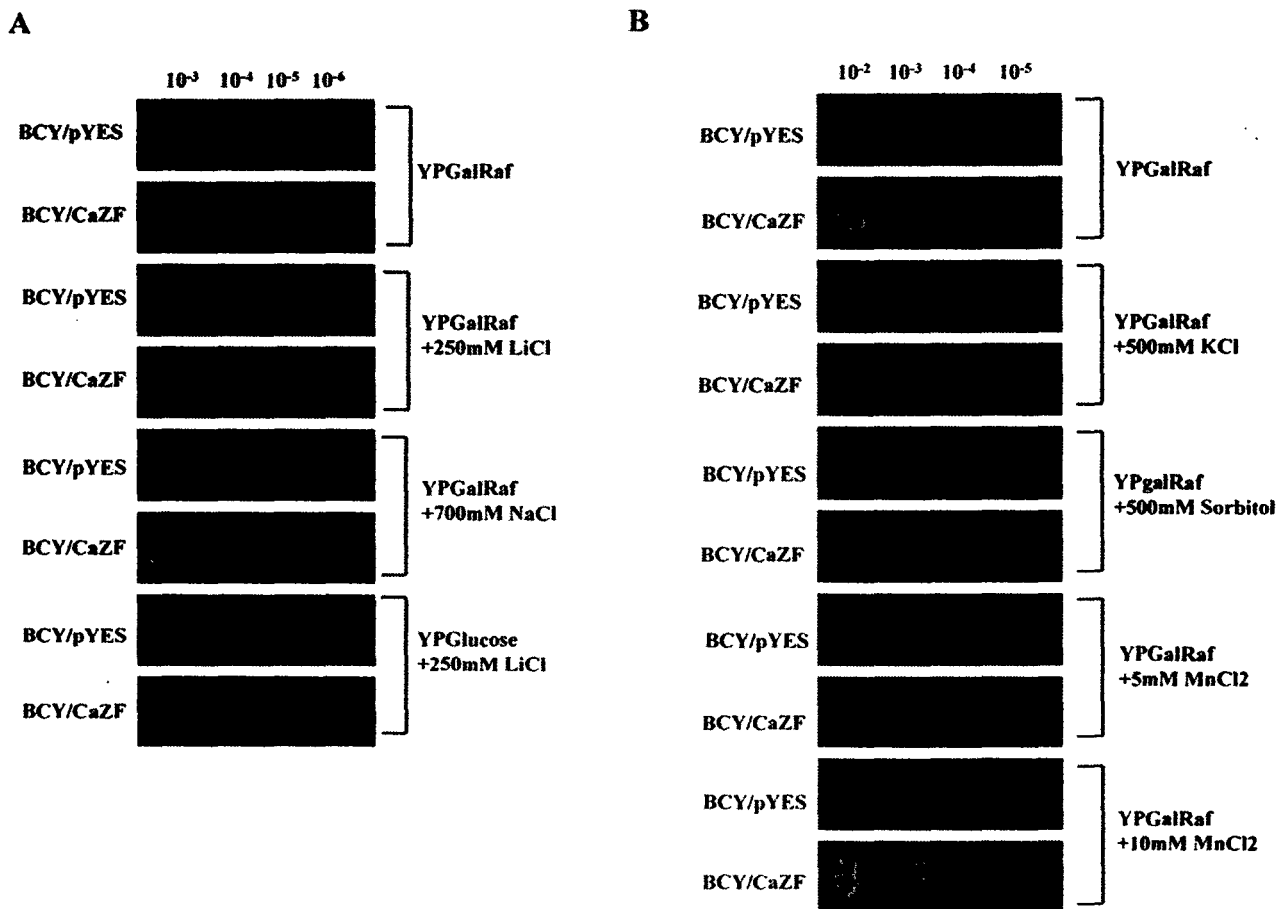 A
10-3 10-4 10-5 10-6
BCY/pYES
BCY/CaZF
YPGalRaf
BCY/pYES
BCY/CaZF
YPGalRaf
+250mM LiCl
BCY/pYES
BCY/CaZF
YPGalRaf
+700mM NaCl
BCY/pYES
BCY/CaZF
YPGlucose
+250mM LiCl
B
10-2 10-3 10-4 10-5
BCY/pYES
BCY/CaZF
YPGalRaf
BCY/pYES
BCY/CaZF
YPGalRaf
+500mM KCl
BCY/pYES
BCY/CaZF
YPgalRaf
+500mM Sorbitol
BCY/pYES
BCY/CaZF
YPGalRaf
+5mM MnCl2
BCY/pYES
BCY/CaZF
YPGalRaf
+10mM MnCl2